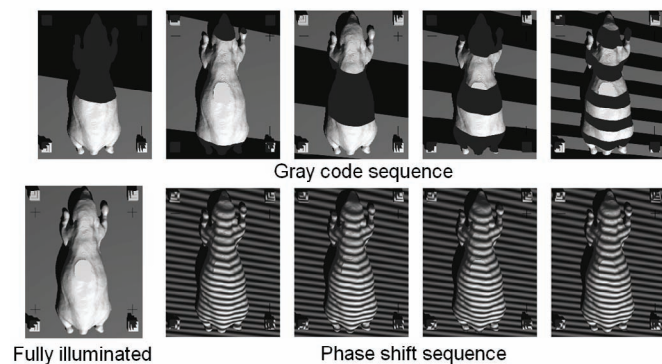 Gray code sequence
Fully illuminated
Phase shift sequence